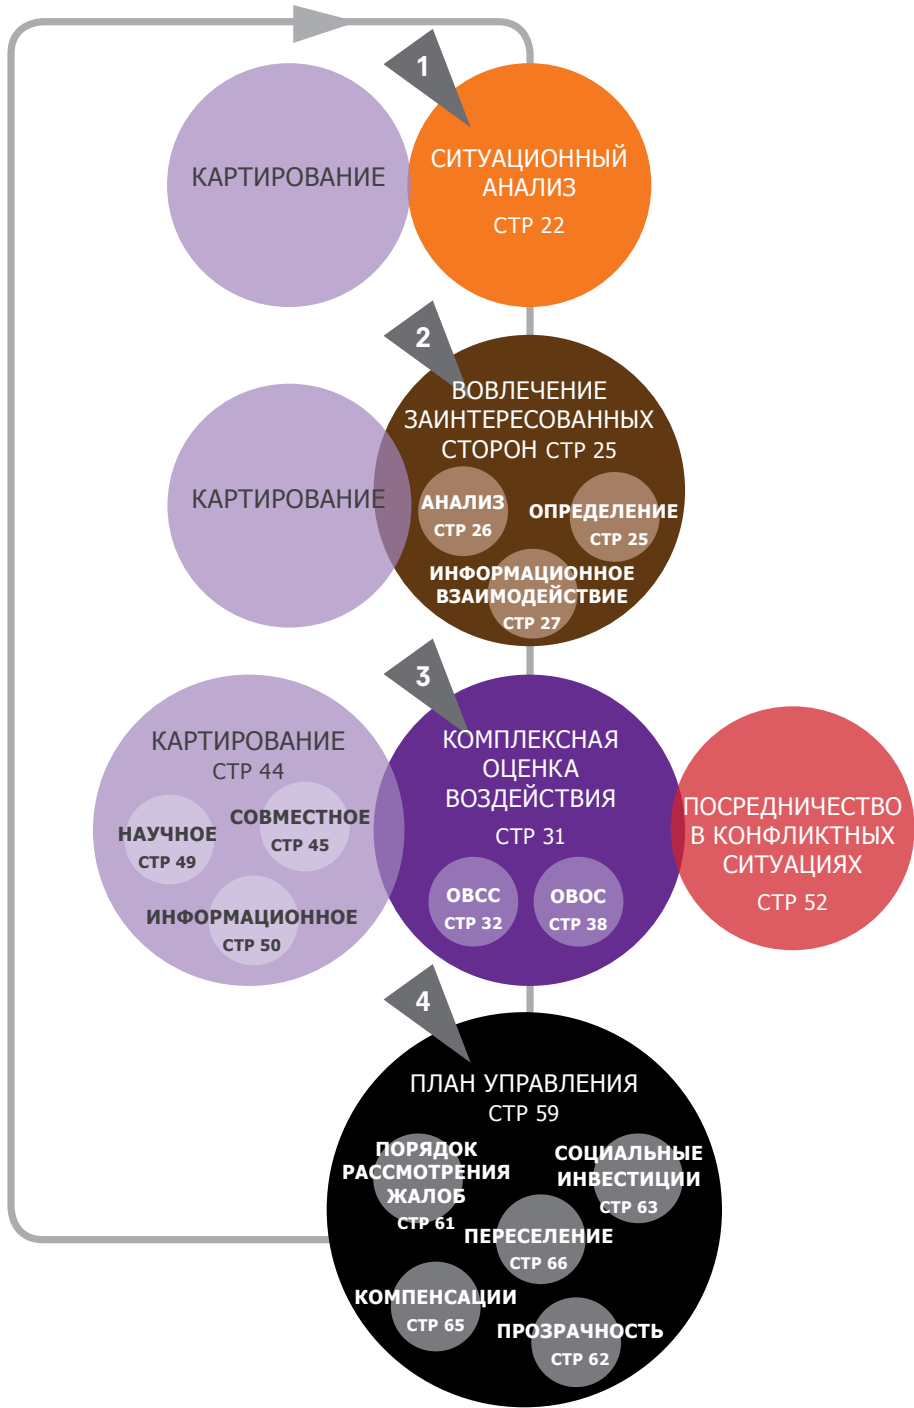 1
КАРТИРОВАНИЕ
СИТУАЦИОННЫЙ
АНАЛИЗ
СТР 22
2
КАРТИРОВАНИЕ
ВОВЛЕЧЕНИЕ
ЗАИНТЕРЕСОВАННЫХ
СТОРОН СТР 25
АНАЛИЗ
СТР 26
ОПРЕДЕЛЕНИЕ
СТР 25
ИНФОРМАЦИОННОЕ
ВЗАИМОДЕЙСТВИЕ
СТР 27
3
КАРТИРОВАНИЕ
СТР 44
НАУЧНОЕ
СТР 49
СОВМЕСТНОЕ
СТР 45
ИНФОРМАЦИОННОЕ
СТР 50
КОМПЛЕКСНАЯ
ОЦЕНКА
ВОЗДЕЙСТВИЯ
СТР 31
ОВСС
СТР 32
ОВОС
СТР 38
ПОСРЕДНИЧЕСТВО
В КОНФЛИКТНЫХ
СИТУАЦИЯХ
СТР 52
4
ПЛАН УПРАВЛЕНИЯ
СТР 59
ПОРЯДОК
РАССМОТРЕНИЯ
ЖАЛОБ
СТР 61
СОЦИАЛЬНЫЕ
ИНВЕСТИЦИИ
СТР 63
ПЕРЕСЕЛЕНИЕ
СТР 66
КОМПЕНСАЦИИ
СТР 65
ПРОЗРАЧНОСТЬ
СТР 62